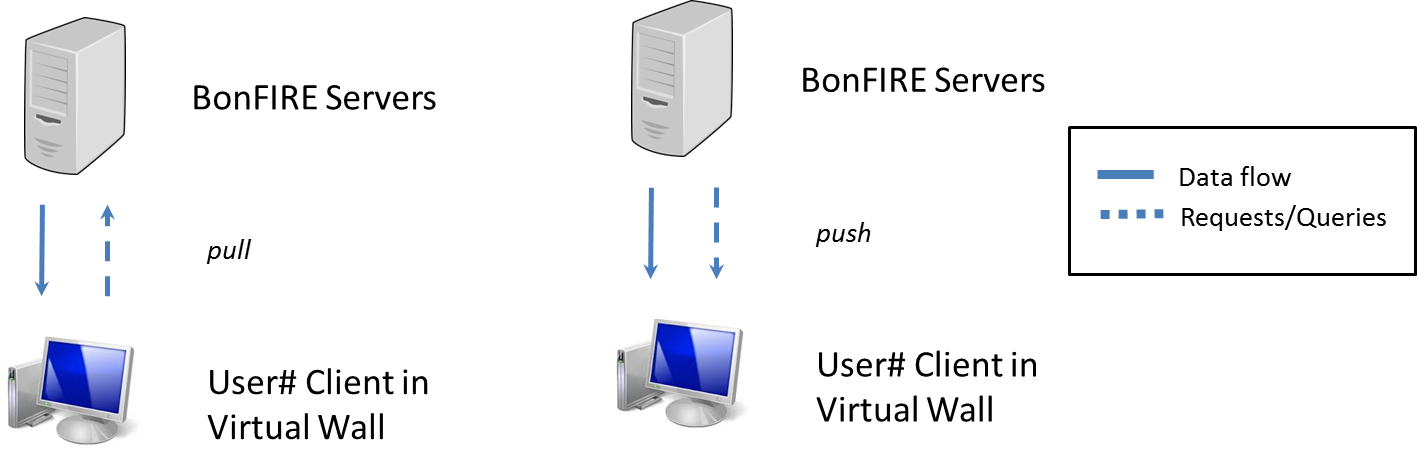 BonFIRE Servers
pull
User# Client in
Virtual Wall
BonFIRE Servers
push
User# Client in
Virtual Wall
Data flow
Requests/Queries